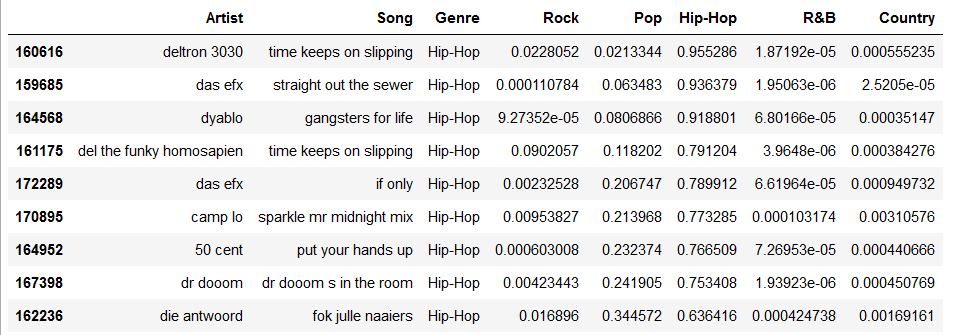 Artist Song Genre Rock Pop Hip-Hop R&B Country
160616 deltron 3030 time keeps on slipping Hip-Hop 0.0228052 0.0213344 0.955286 1.87192e-05 0.000555235
159685 das efx straight out the sewer Hip-Hop 0.000110784 0.063483 0.936379 1.95063e-06 2.5205e-05
164568 dyablo gangsters for life Hip-Hop 9.27352e-05 0.0806866 0.918801 6.80166e-05 0.00035147
161175 del the funky homosapien time keeps on slipping Hip-Hop 0.0902057 0.118202 0.791204 3.9648e-06 0.000384276
172289 das efx if only Hip-Hop 0.00232528 0.206747 0.789912 6.61964e-05 0.000949732
170895 camp lo sparkle mr midnight mix Hip-Hop 0.00953827 0.213968 0.773285 0.000103174 0.00310576
164952 50 cent put your hands up Hip-Hop 0.000603008 0.232374 0.766509 7.26953e-05 0.000440666
167398 dr dooom dr dooom s in the room Hip-Hop 0.00423443 0.241905 0.753408 1.93923e-06 0.000450769
162236 die antwoord fok julle naaiers Hip-Hop 0.016896 0.344572 0.636416 0.000424738 0.00169161